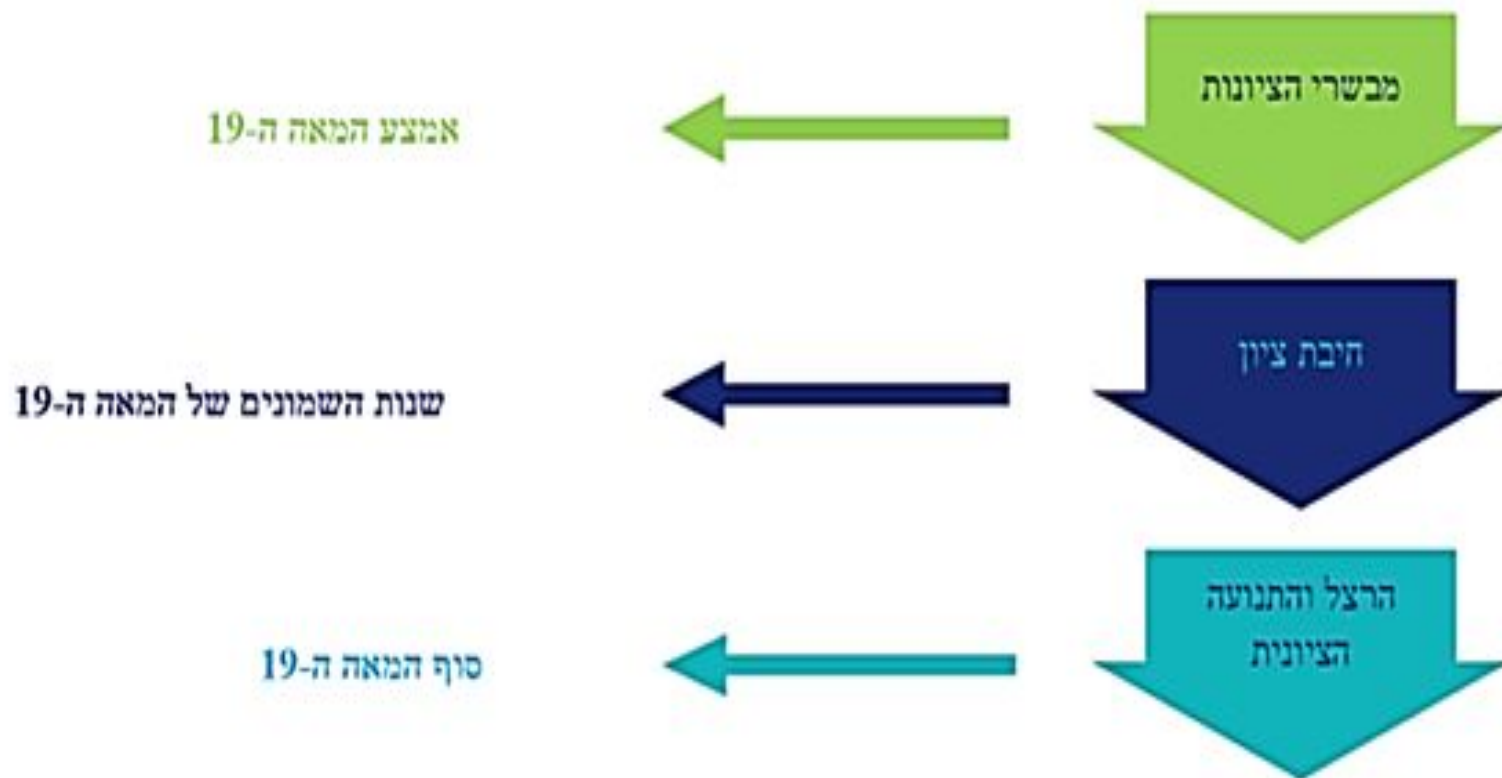 מבשרי הציונות
אמצע המאה ה-19
חיבת ציון
שנות השמונים של המאה ה-19
הרצל והתנועה
הציונית
סוף המאה ה-19